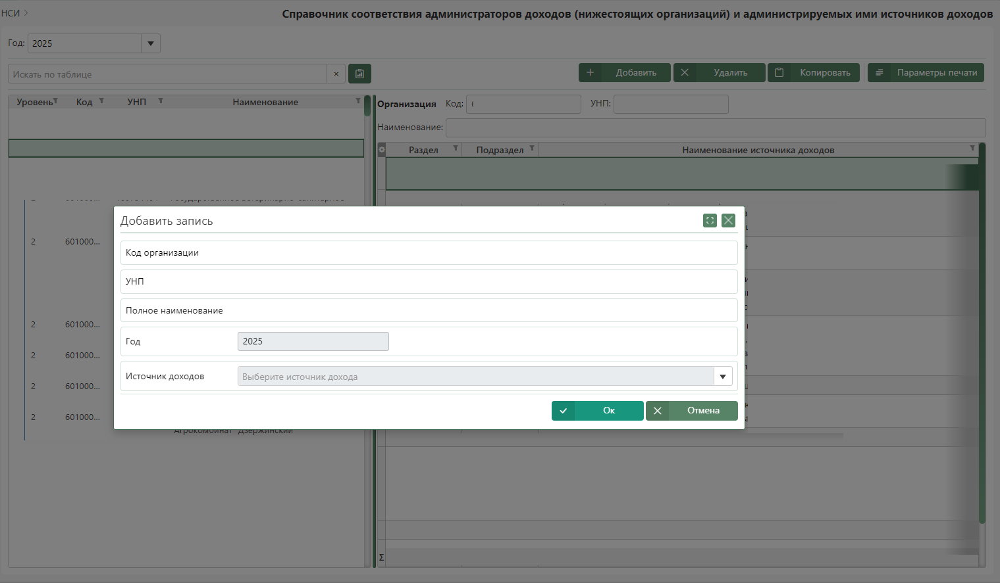 НСИ
Справочник соответствия администраторов доходов (нижестоящих организаций) и администрируемых ими источников доходов
Год: 2025
Искать по таблице
Добавить
Удалить
Копировать
Параметры печати
Уровень Код УНП Наименование
Организация Код: УНП:
Наименование:
Раздел Подраздел Наименование источника доходов
Добавить запись
Код организации
2 601000...
УНП
Полное наименование
2 601000...
Год 2025
2 601000...
Источник доходов Выберите источник дохода
2 601000...
Ок Отмена
2 601000...
Агрокомбинат "Дзержинский"
Σ